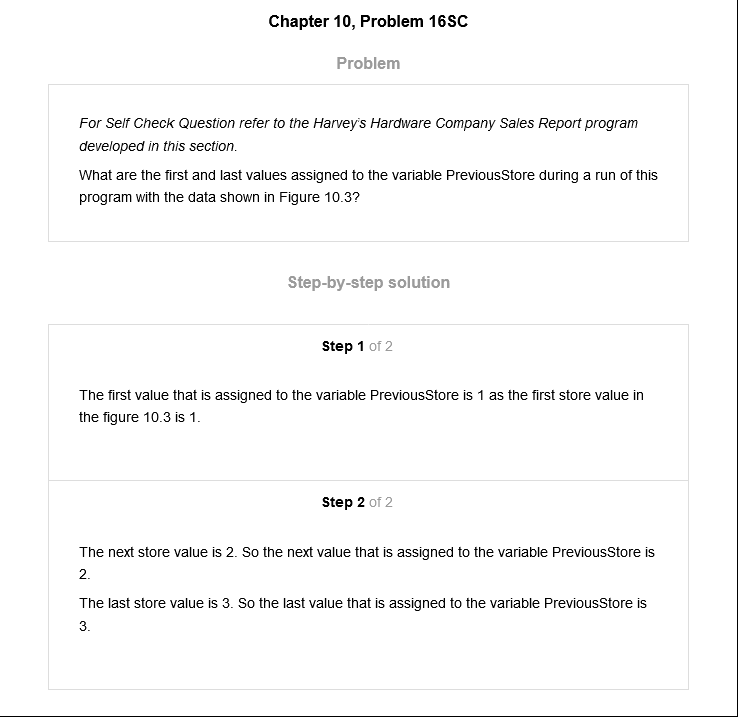 Chapter 10, Problem 16SC
Problem
For Self Check Question refer to the Harvey's Hardware Company Sales Report program
developed in this section.
What are the first and last values assigned to the variable PreviousStore during a run of this
program with the data shown in Figure 10.3?
Step-by-step solution
Step 1 of 2
The first value that is assigned to the variable PreviousStore is 1 as the first store value in
the figure 10.3 is 1.
Step 2 of 2
The next store value is 2. So the next value that is assigned to the variable PreviousStore is
2.
The last store value is 3. So the last value that is assigned to the variable PreviousStore is
3.